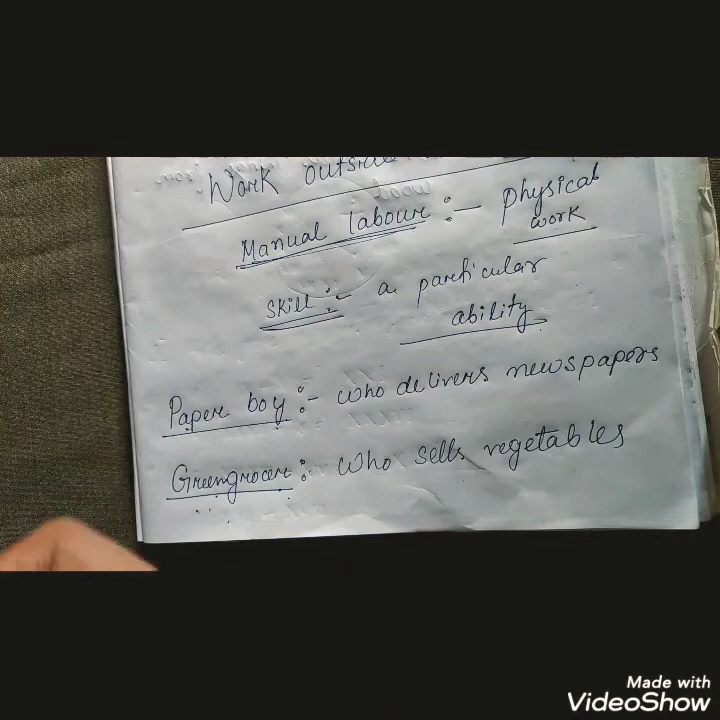 Work outside
Manual labour :- Physical
work
Skill :- a particular
ability
Paper boy :- who delivers newspapers
Greengrocer :- Who sells vegetables
Made with
VideoShow